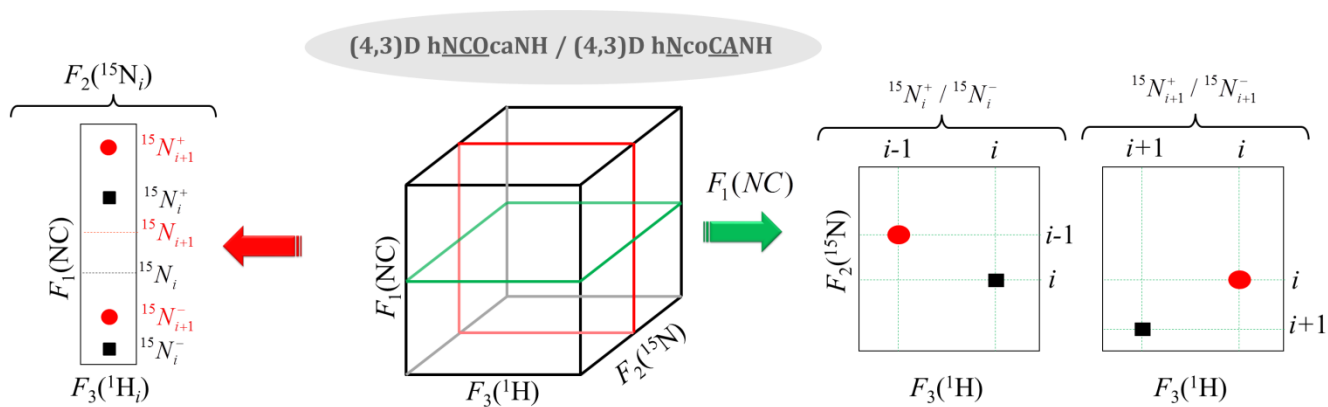 (4,3)D hNCOcaNH / (4,3)D hNcoCANH
F₂(¹⁵Nᵢ)
¹⁵N⁺ᵢ₊₁
¹⁵N⁺ᵢ
¹⁵Nᵢ₊₁
¹⁵Nᵢ
¹⁵N⁻ᵢ₊₁
¹⁵N⁻ᵢ
F₁(NC)
F₃(¹Hᵢ)
F₁(NC)
F₃(¹H)
F₂(¹⁵N)
F₁(NC)
¹⁵N⁺ᵢ / ¹⁵N⁻ᵢ
i-1 i
F₂(¹⁵N)
i-1
i
F₃(¹H)
¹⁵N⁺ᵢ₊₁ / ¹⁵N⁻ᵢ₊₁
i+1 i
i
i+1
F₃(¹H)